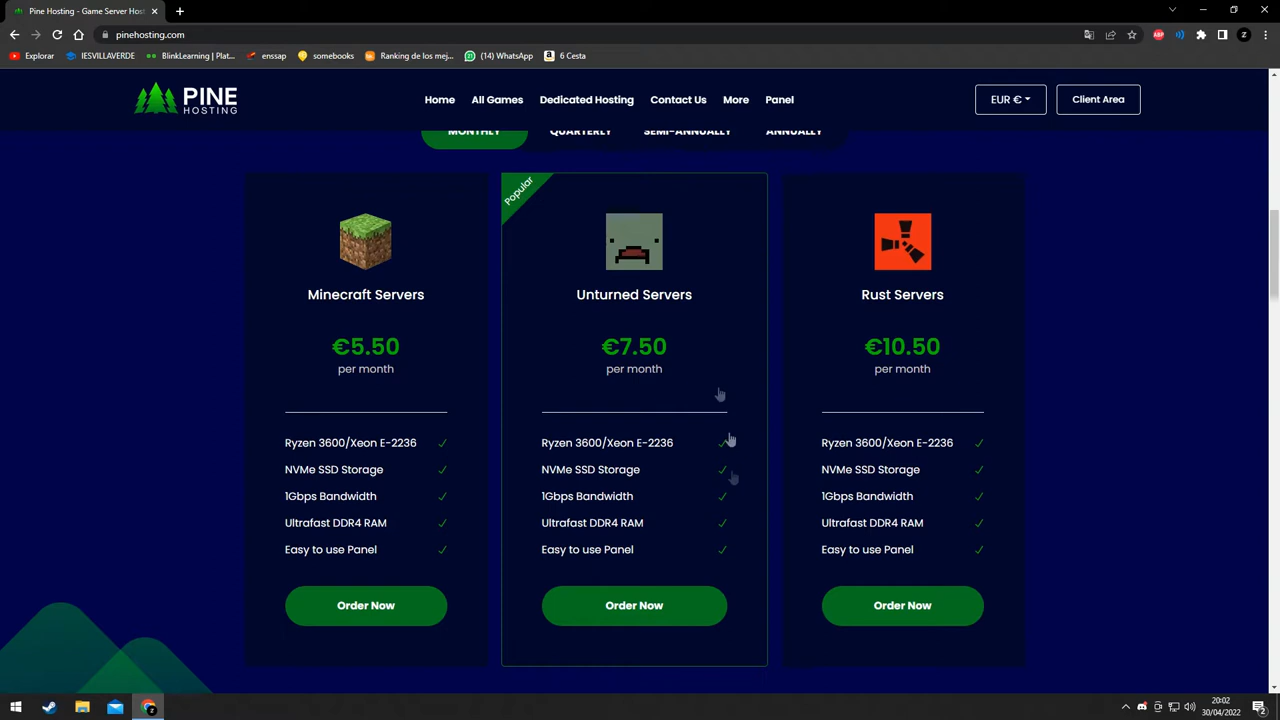 Pine Hosting - Game Server Host
pinehosting.com
Explorar
IESVILLAVERDE
BlinkLearning | Plat...
enssap
somebooks
Ranking de los mej...
(14) WhatsApp
6 Cesta
ABP
Z
PINE
HOSTING
Home
All Games
Dedicated Hosting
Contact Us
More
Panel
EUR €
Client Area
MONTHLY
QUARTERLY
SEMI-ANNUALLY
ANNUALLY
Popular
Minecraft Servers
€5.50
per month
Ryzen 3600/Xeon E-2236
NVMe SSD Storage
1Gbps Bandwidth
Ultrafast DDR4 RAM
Easy to use Panel
Order Now
Unturned Servers
€7.50
per month
Ryzen 3600/Xeon E-2236
NVMe SSD Storage
1Gbps Bandwidth
Ultrafast DDR4 RAM
Easy to use Panel
Order Now
Rust Servers
€10.50
per month
Ryzen 3600/Xeon E-2236
NVMe SSD Storage
1Gbps Bandwidth
Ultrafast DDR4 RAM
Easy to use Panel
Order Now
20:02
30/04/2022
2